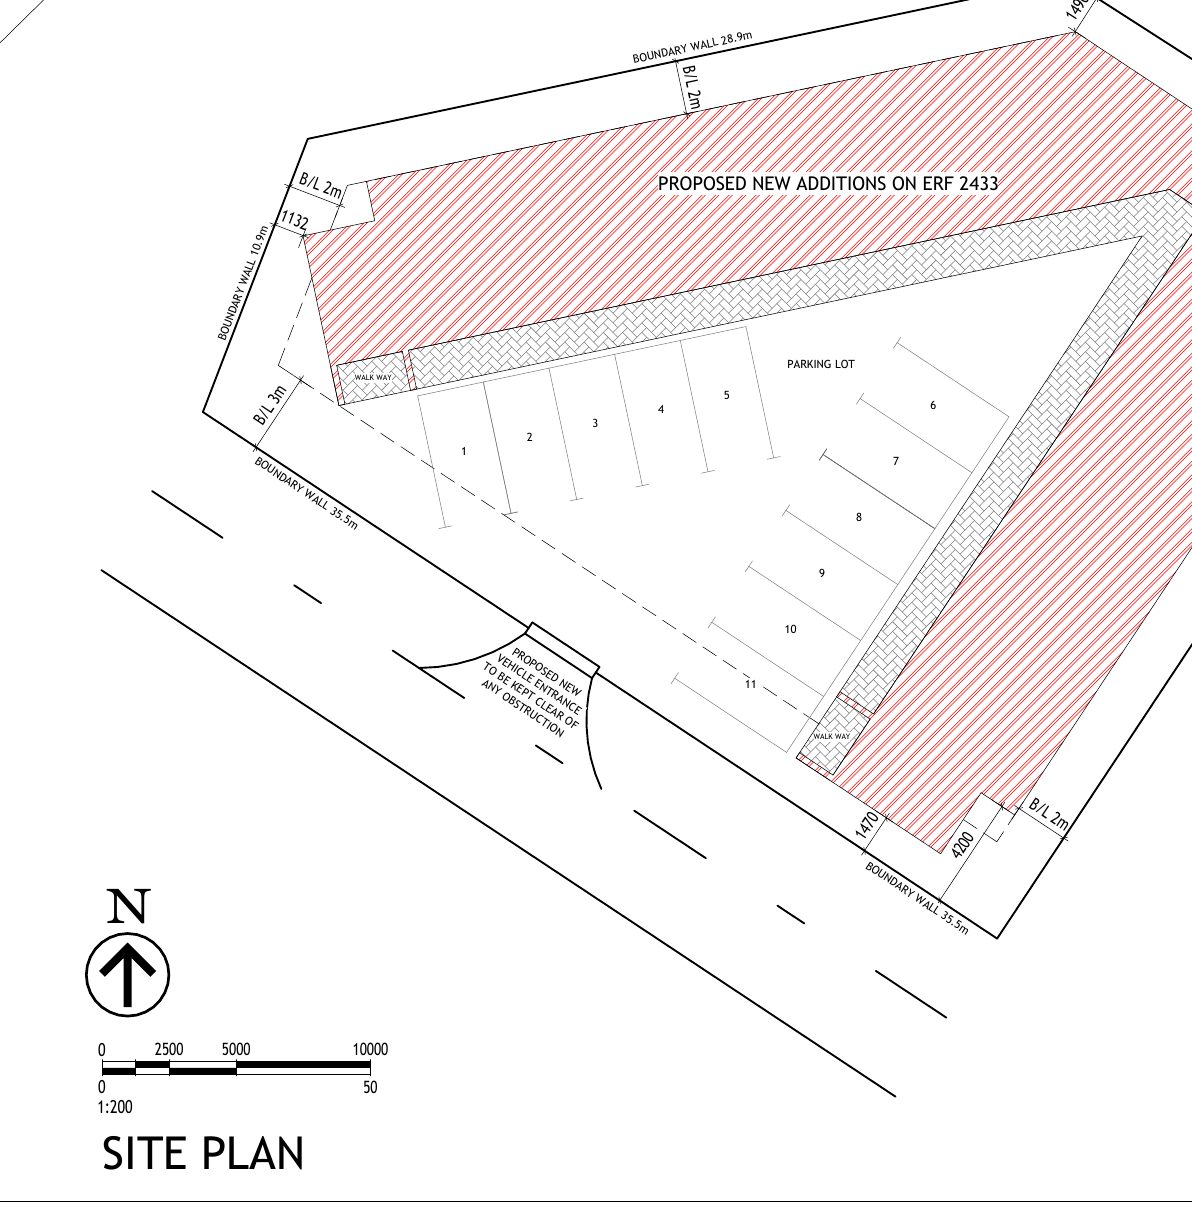 1490
BOUNDARY WALL 28.9m
B/L 2m
B/L 2m
PROPOSED NEW ADDITIONS ON ERF 2433
1132
BOUNDARY WALL 10.9m
WALK WAY
PARKING LOT
B/L 3m
1
2
3
4
5
6
7
8
9
10
11
BOUNDARY WALL 35.5m
PROPOSED NEW
VEHICLE ENTRANCE
TO BE KEPT CLEAR OF
ANY OBSTRUCTION
WALK WAY
1470
4200
B/L 2m
BOUNDARY WALL 35.5m
N
0 2500 5000 10000
0 50
1:200
SITE PLAN